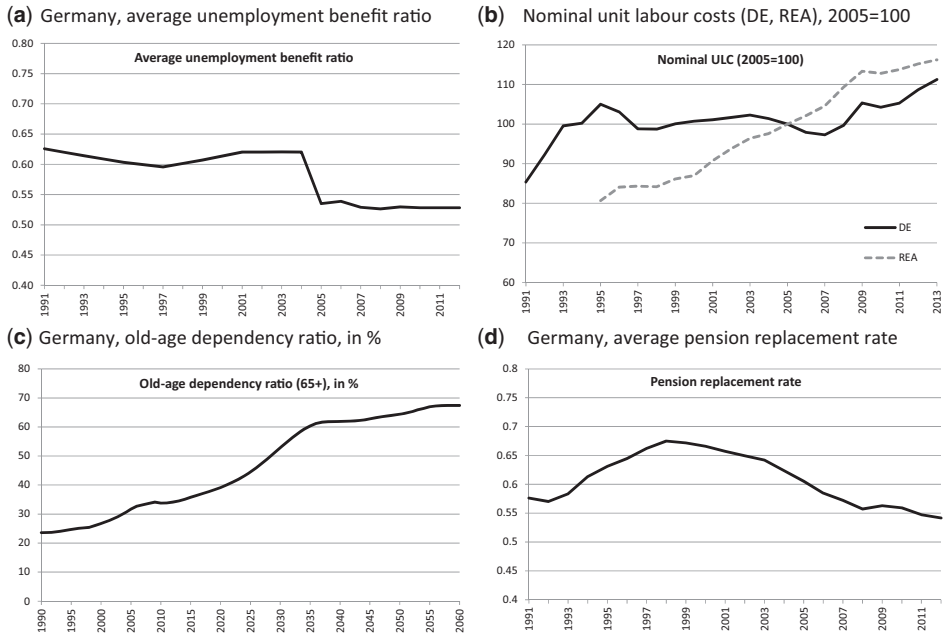 (a) Germany, average unemployment benefit ratio
Average unemployment benefit ratio
0.80
0.75
0.70
0.65
0.60
0.55
0.50
0.45
0.40
1991 1993 1995 1997 1999 2001 2003 2005 2007 2009 2011
(b) Nominal unit labour costs (DE, REA), 2005=100
Nominal ULC (2005=100)
120
110
100
90
80
70
60
DE
REA
1991 1993 1995 1997 1999 2001 2003 2005 2007 2009 2011 2013
(c) Germany, old-age dependency ratio, in %
Old-age dependency ratio (65+), in %
80
70
60
50
40
30
20
10
0
1990 1995 2000 2005 2010 2015 2020 2025 2030 2035 2040 2045 2050 2055 2060
(d) Germany, average pension replacement rate
Pension replacement rate
0.8
0.75
0.7
0.65
0.6
0.55
0.5
0.45
0.4
1991 1993 1995 1997 1999 2001 2003 2005 2007 2009 2011